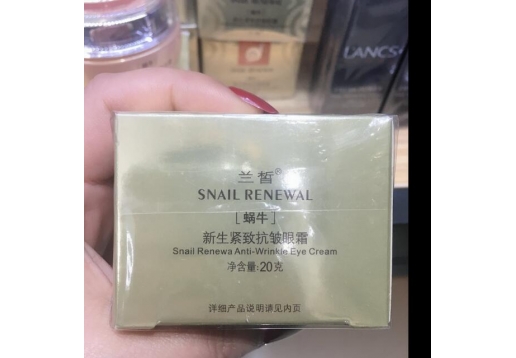 LANCS
兰皙®
SNAIL RENEWAL
[蜗牛]
新生紧致抗皱眼霜
Snail Renewa Anti-Wrinkle Eye Cream
净含量:20克
详细产品说明请见内页